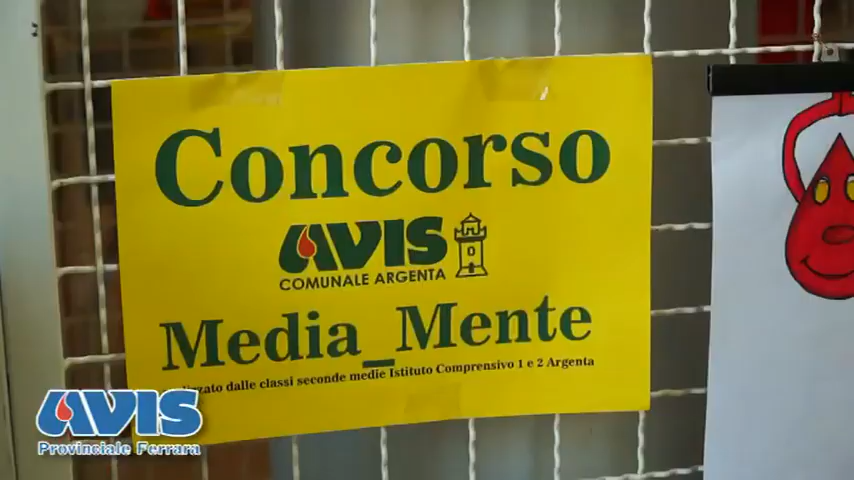 Concorso
AVIS
COMUNALE ARGENTA
Media_Mente
dalle classi seconde medie Istituto Comprensivo 1 e 2 Argenta
AVIS
Provinciale Ferrara